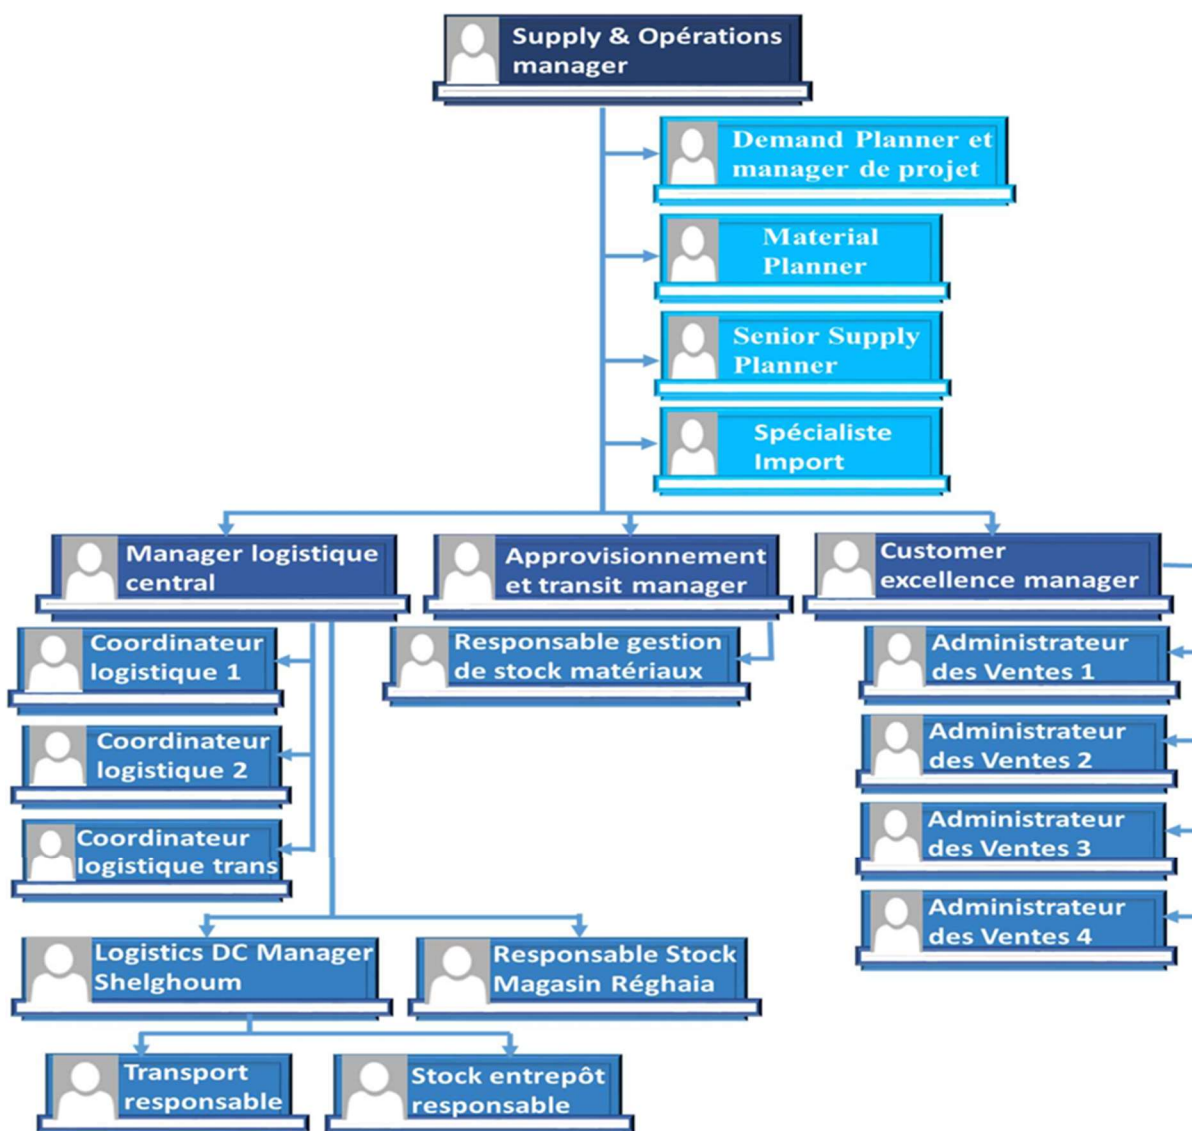 Supply & Opérations
manager
Demand Planner et
manager de projet
Material
Planner
Senior Supply
Planner
Spécialiste
Import
Manager logistique
central
Approvisionnement
et transit manager
Customer
excellence manager
Coordinateur
logistique 1
Responsable gestion
de stock matériaux
Administrateur
des Ventes 1
Coordinateur
logistique 2
Administrateur
des Ventes 2
Coordinateur
logistique trans
Administrateur
des Ventes 3
Administrateur
des Ventes 4
Logistics DC Manager
Shelghoum
Responsable Stock
Magasin Réghaia
Transport
responsable
Stock entrepôt
responsable